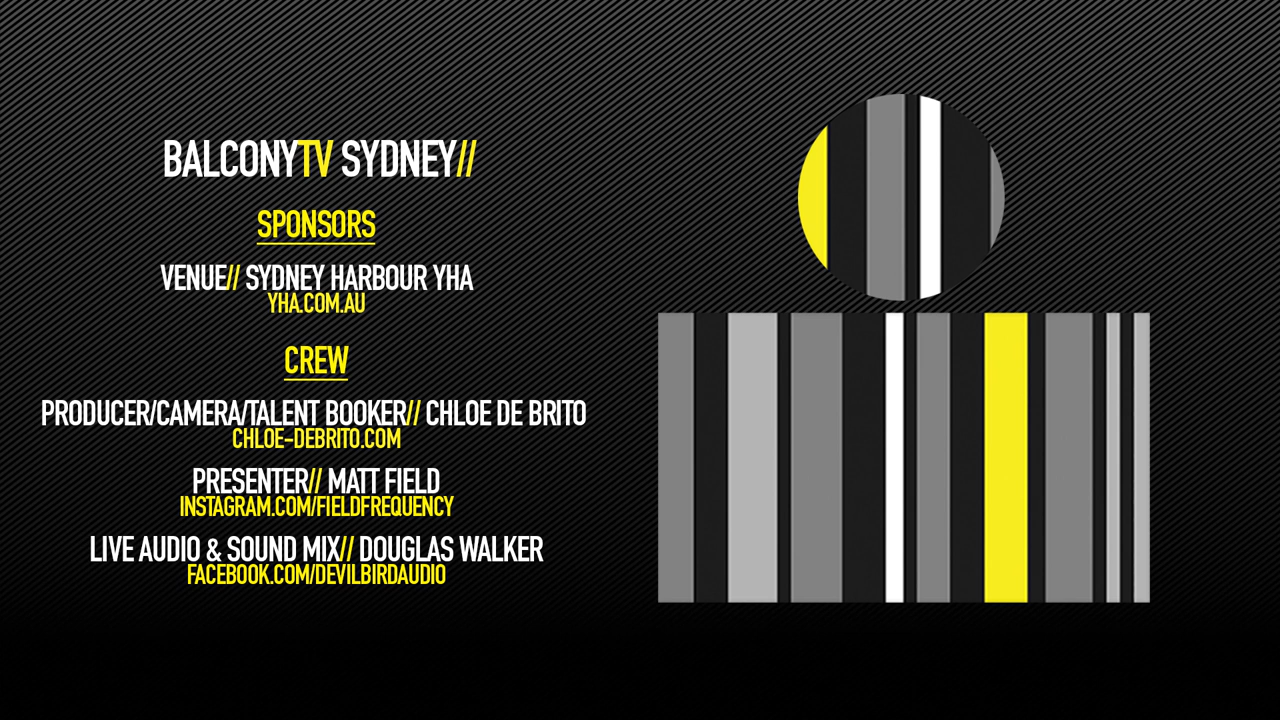 BALCONYTV SYDNEY//
SPONSORS
VENUE// SYDNEY HARBOUR YHA
YHA.COM.AU
CREW
PRODUCER/CAMERA/TALENT BOOKER// CHLOE DE BRITO
CHLOE-DEBRITO.COM
PRESENTER// MATT FIELD
INSTAGRAM.COM/FIELDFREQUENCY
LIVE AUDIO & SOUND MIX// DOUGLAS WALKER
FACEBOOK.COM/DEVILBIRDAUDIO